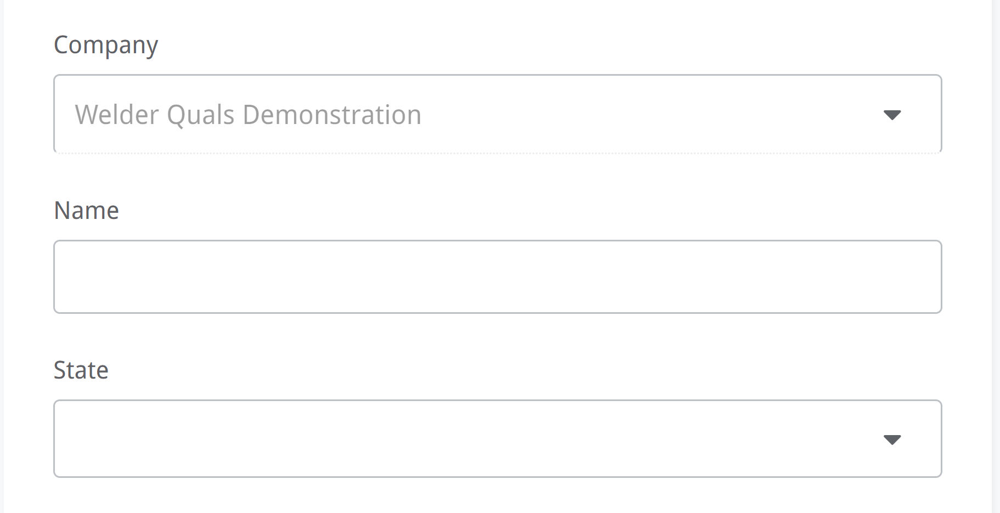 Company
Welder Quals Demonstration
Name
State